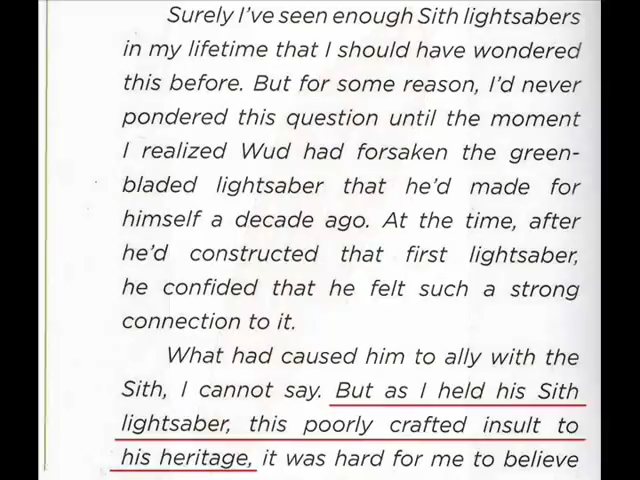 Surely I've seen enough Sith lightsabers
in my lifetime that I should have wondered
this before. But for some reason, I'd never
pondered this question until the moment
I realized Wud had forsaken the green-
bladed lightsaber that he'd made for
himself a decade ago. At the time, after
he'd constructed that first lightsaber,
he confided that he felt such a strong
connection to it.
What had caused him to ally with the
Sith, I cannot say. But as I held his Sith
lightsaber, this poorly crafted insult to
his heritage, it was hard for me to believe